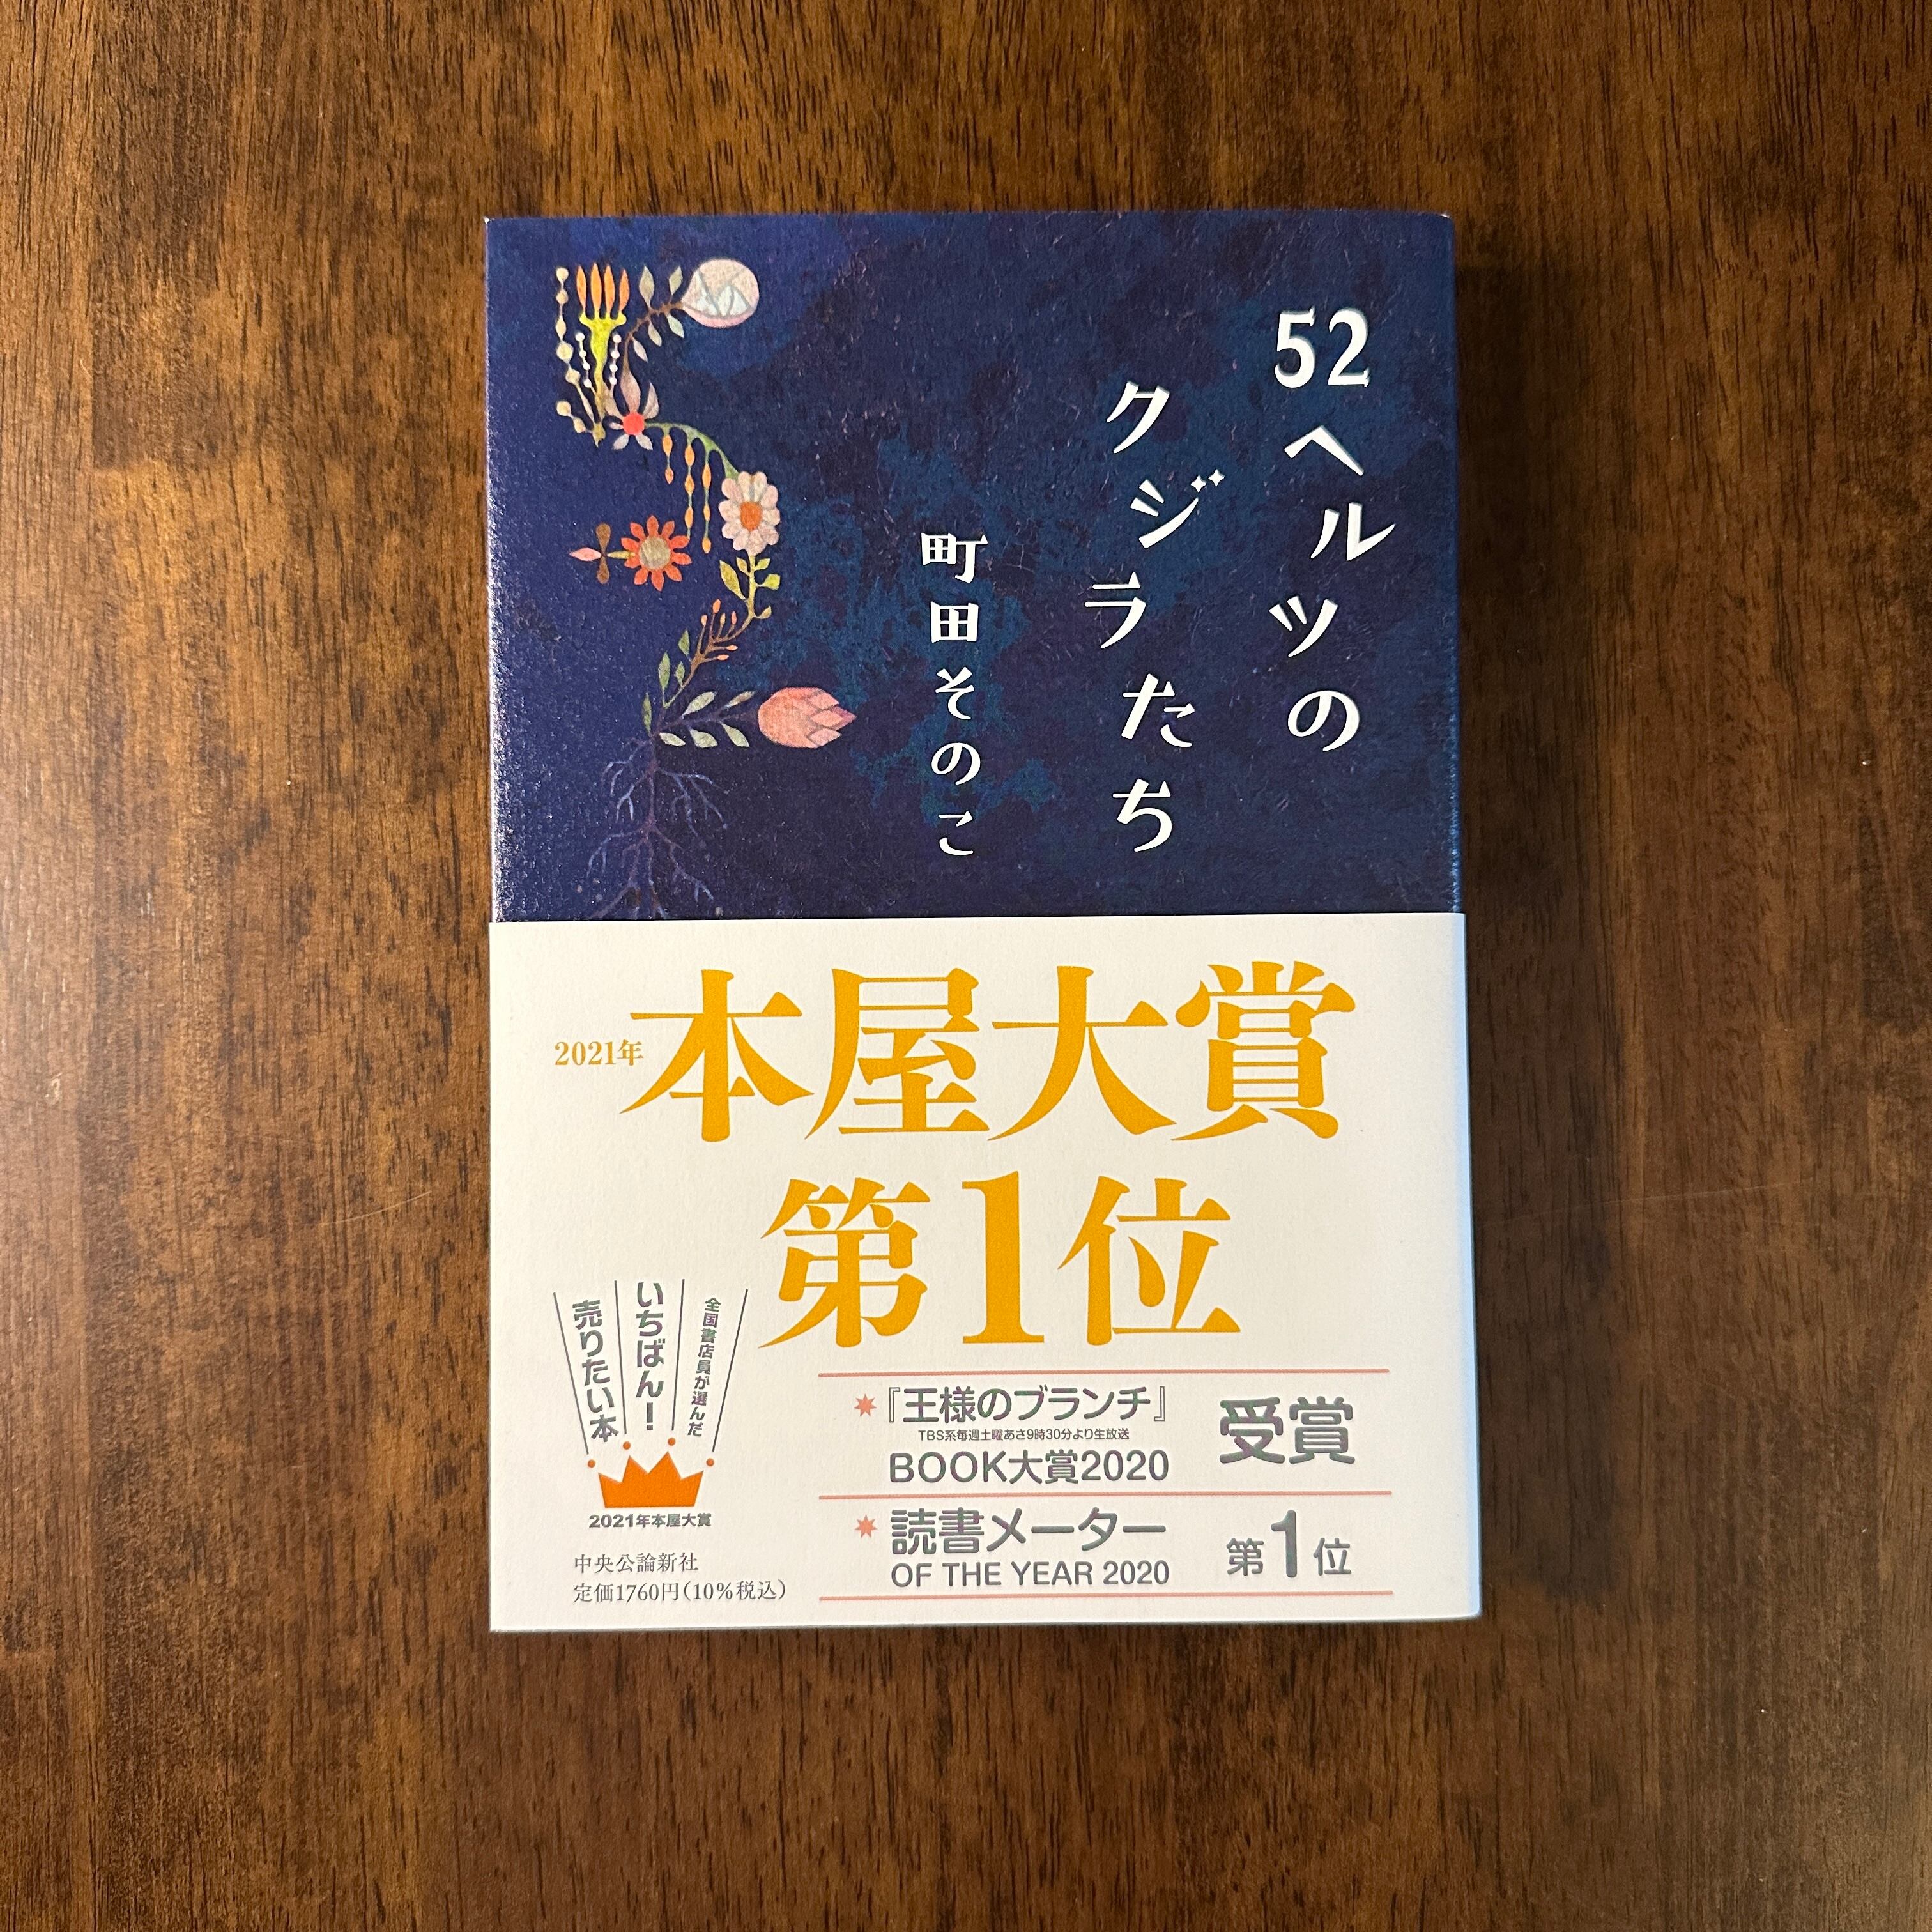 52ヘルツの
クジラたち
町田そのこ
2021年
本屋大賞
第1位
全国書店員が選んだ
いちばん!
売りたい本
2021年本屋大賞
『王様のブランチ』
TBS系毎週土曜あさ9時30分より生放送
BOOK大賞2020
受賞
読書メーター
OF THE YEAR 2020
第1位
中央公論新社
定価1760円(10%税込)